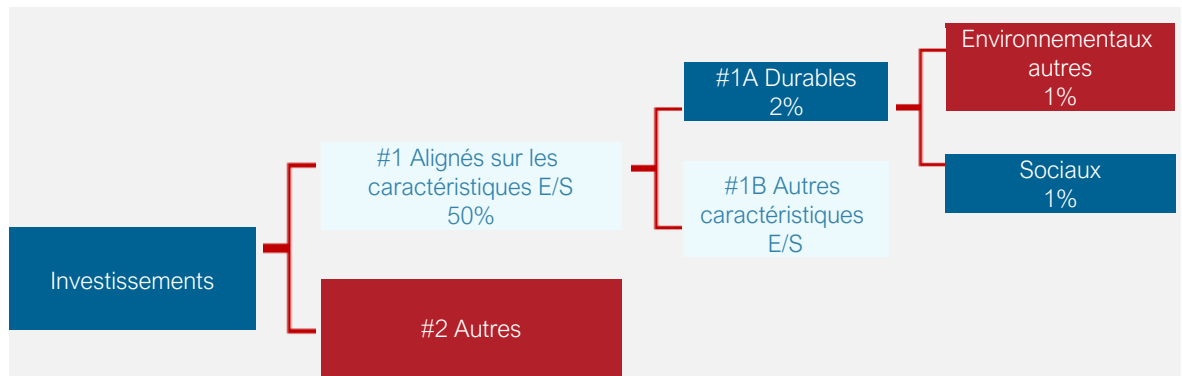 Investissements
#1 Alignés sur les
caractéristiques E/S
50%
#2 Autres
#1A Durables
2%
#1B Autres
caractéristiques
E/S
Environnementaux
autres
1%
Sociaux
1%